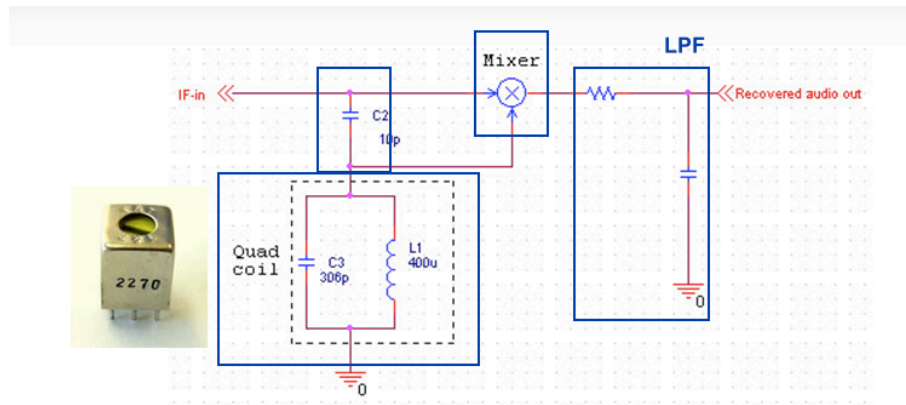 LPF
Mixer
IF-in
Recovered audio out
C2
10p
Quad
coil
C3
306p
L1
400u
0
0
2270